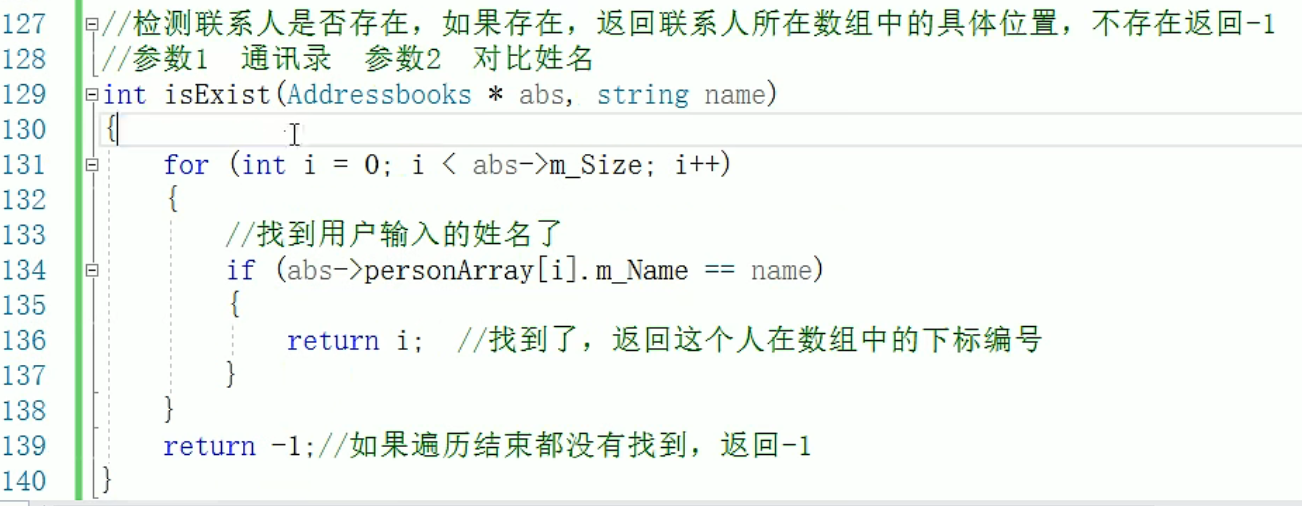 127 //检测联系人是否存在，如果存在，返回联系人所在数组中的具体位置，不存在返回-1
128 //参数1  通讯录  参数2  对比姓名
129 int isExist(Addressbooks * abs, string name)
130 {
131     for (int i = 0; i < abs->m_Size; i++)
132     {
133         //找到用户输入的姓名了
134         if (abs->personArray[i].m_Name == name)
135         {
136             return i;  //找到了，返回这个人在数组中的下标编号
137         }
138     }
139     return -1;//如果遍历结束都没有找到，返回-1
140 }